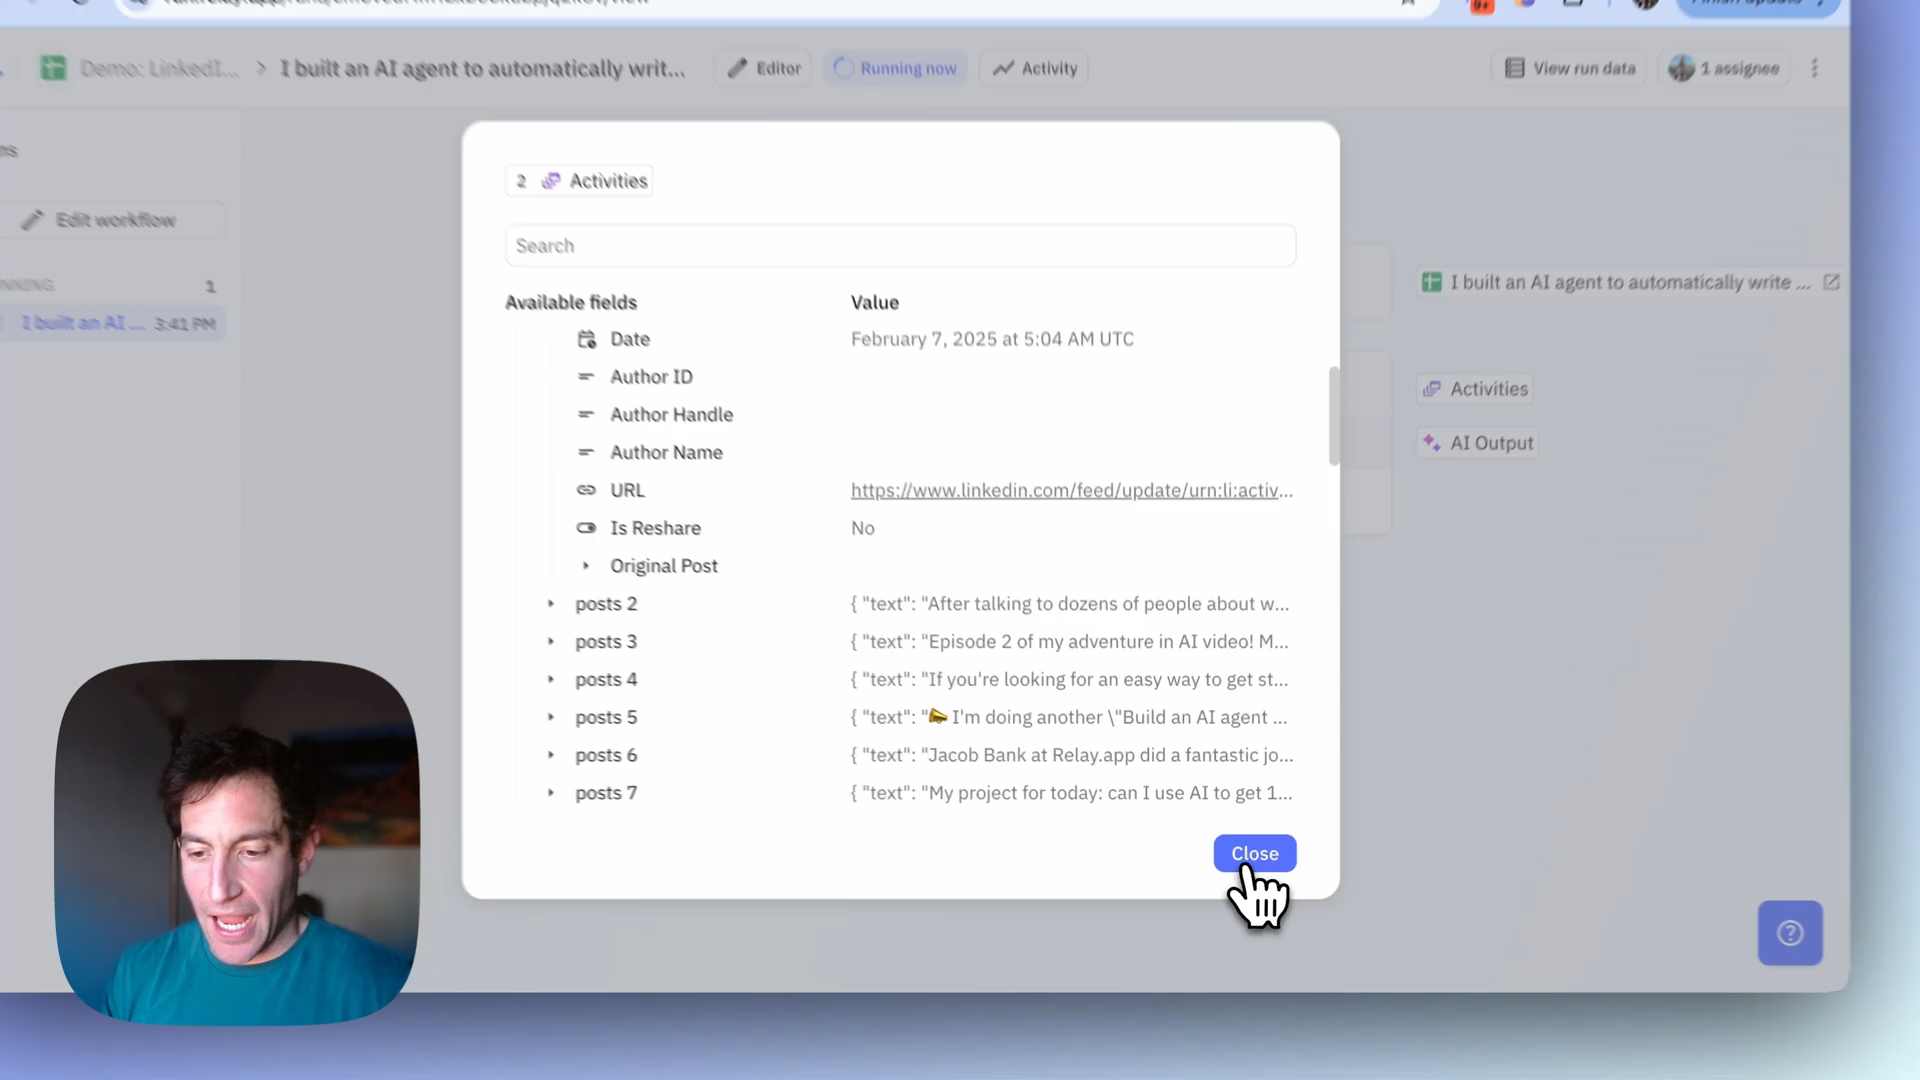 9+
Demo: LinkedI... > I built an AI agent to automatically writ...
Editor
Running now
Activity
View run data
1 assignee
2 Activities
Edit workflow
Search
1
I built an AI ... 3:41 PM
Available fields Value
Date February 7, 2025 at 5:04 AM UTC
Author ID
Author Handle
Author Name
URL https://www.linkedin.com/feed/update/urn:li:activ...
Is Reshare No
Original Post
posts 2 { "text": "After talking to dozens of people about w...
posts 3 { "text": "Episode 2 of my adventure in AI video! M...
posts 4 { "text": "If you're looking for an easy way to get st...
posts 5 { "text": "📣 I'm doing another \"Build an AI agent ...
posts 6 { "text": "Jacob Bank at Relay.app did a fantastic jo...
posts 7 { "text": "My project for today: can I use AI to get 1...
Close
I built an AI agent to automatically write ...
Activities
AI Output